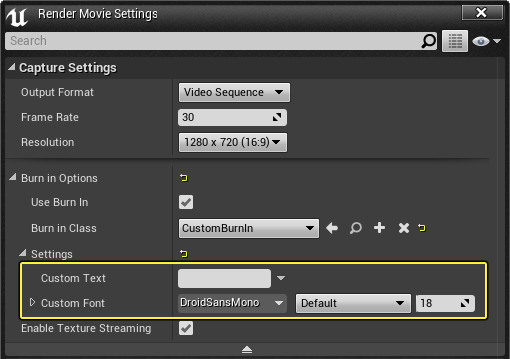 Render Movie Settings
Search
Capture Settings
Output Format Video Sequence
Frame Rate 30
Resolution 1280 x 720 (16:9)
Burn in Options
Use Burn In
Burn in Class CustomBurnIn
Settings
Custom Text
Custom Font DroidSansMono Default 18
Enable Texture Streaming